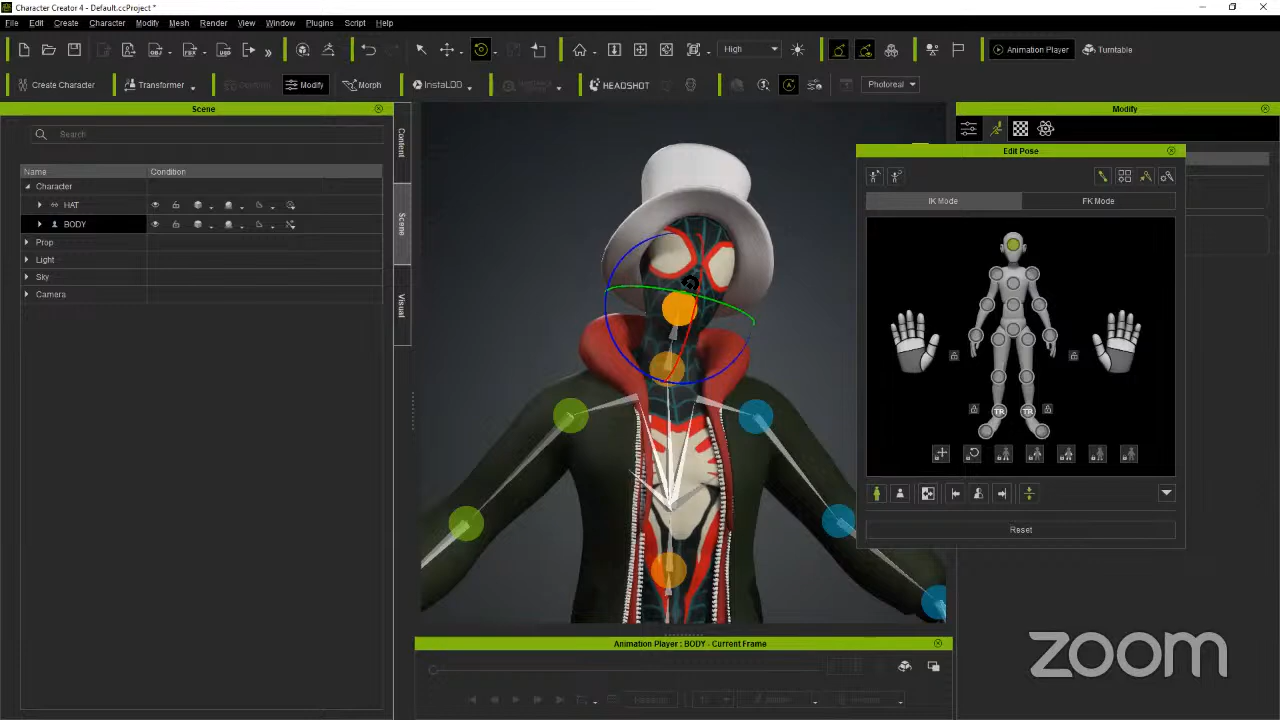 Character Creator 4 - Default.ccProject *
File Edit Create Character Modify Mesh Render View Window Plugins Script Help
High Animation Player Turntable
Create Character Transformer Modify Morph InstaLOD HEADSHOT Photoreal
Scene
Search
Name Condition
Character
HAT
BODY
Prop
Light
Sky
Camera
Content
Scene
Visual
Modify
Edit Pose
IK Mode FK Mode
TR TR
Reset
Animation Player : BODY - Current Frame
zoom